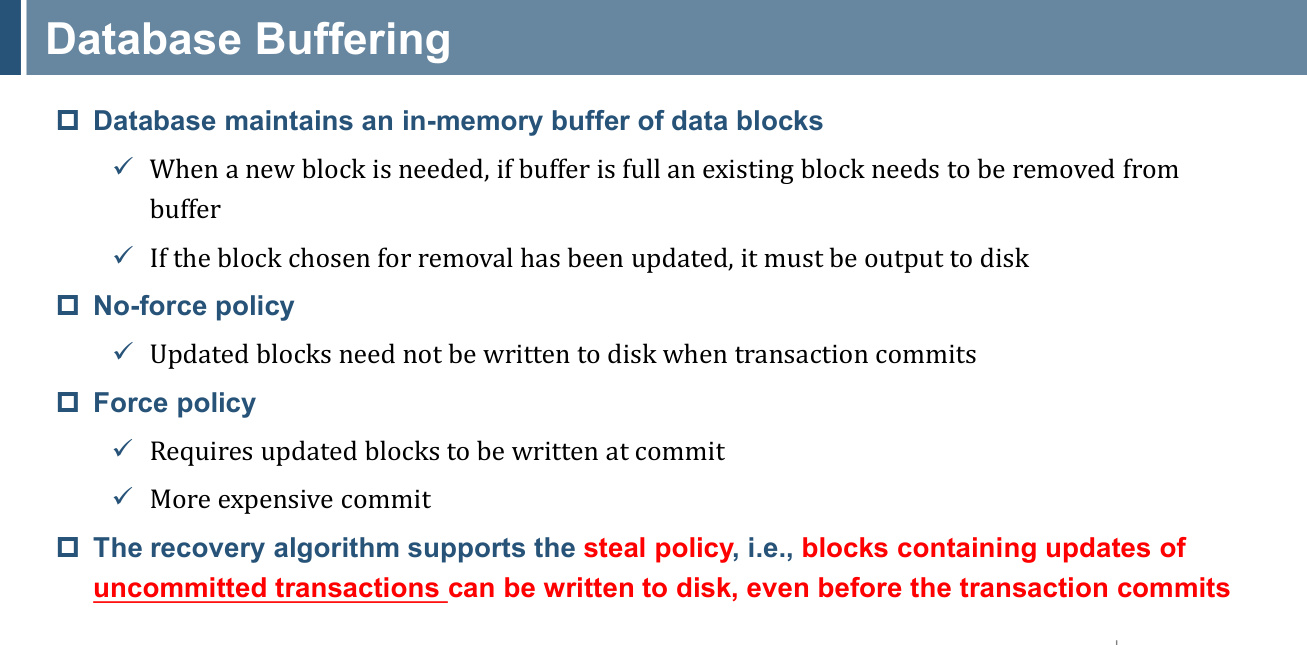 Database Buffering
Database maintains an in-memory buffer of data blocks
When a new block is needed, if buffer is full an existing block needs to be removed from
buffer
If the block chosen for removal has been updated, it must be output to disk
No-force policy
Updated blocks need not be written to disk when transaction commits
Force policy
Requires updated blocks to be written at commit
More expensive commit
The recovery algorithm supports the steal policy, i.e., blocks containing updates of
uncommitted transactions can be written to disk, even before the transaction commits